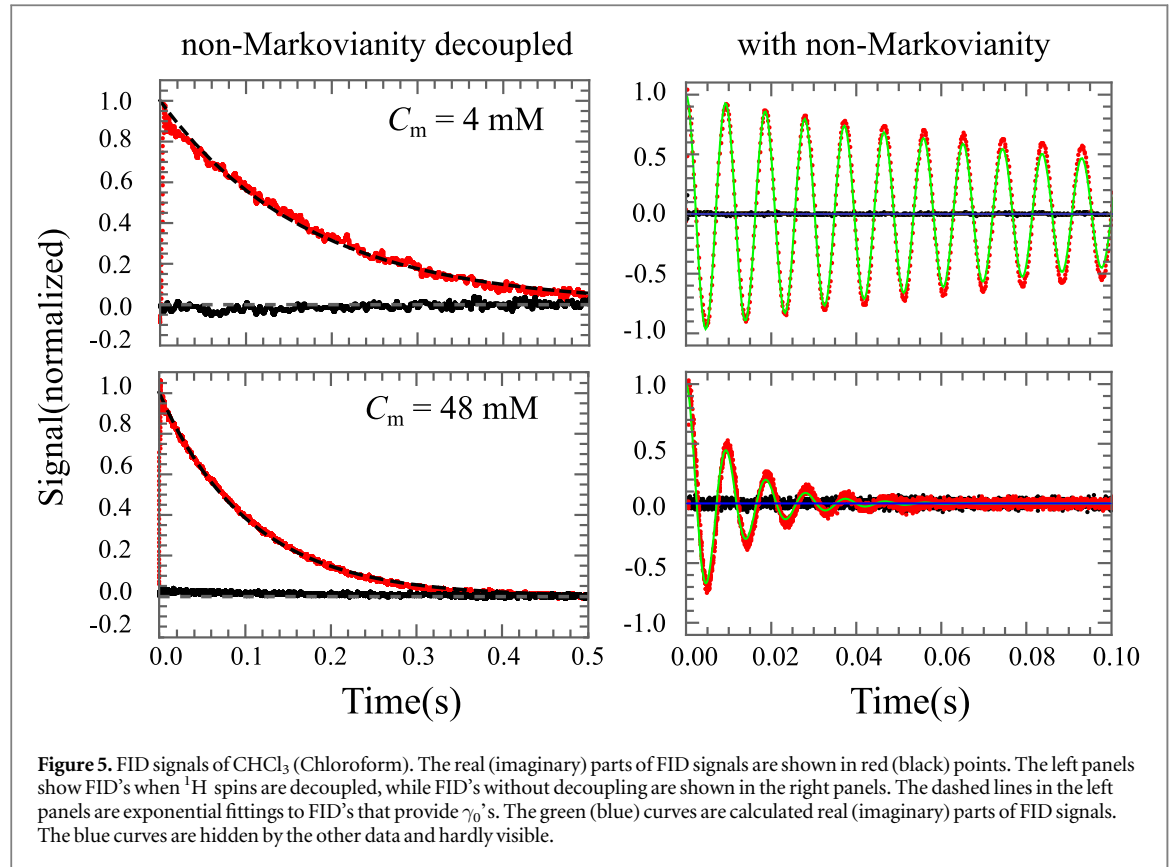 non-Markovianity decoupled
with non-Markovianity
Signal(normalized)
1.0
0.8
0.6
0.4
0.2
0.0
-0.2
C_m = 4 mM
1.0
0.5
0.0
-0.5
-1.0
1.0
0.8
0.6
0.4
0.2
0.0
-0.2
C_m = 48 mM
0.0 0.1 0.2 0.3 0.4 0.5
Time(s)
1.0
0.5
0.0
-0.5
-1.0
0.00 0.02 0.04 0.06 0.08 0.10
Time(s)
Figure 5. FID signals of CHCl₃ (Chloroform). The real (imaginary) parts of FID signals are shown in red (black) points. The left panels
show FID's when ¹H spins are decoupled, while FID's without decoupling are shown in the right panels. The dashed lines in the left
panels are exponential fittings to FID's that provide γ₀'s. The green (blue) curves are calculated real (imaginary) parts of FID signals.
The blue curves are hidden by the other data and hardly visible.